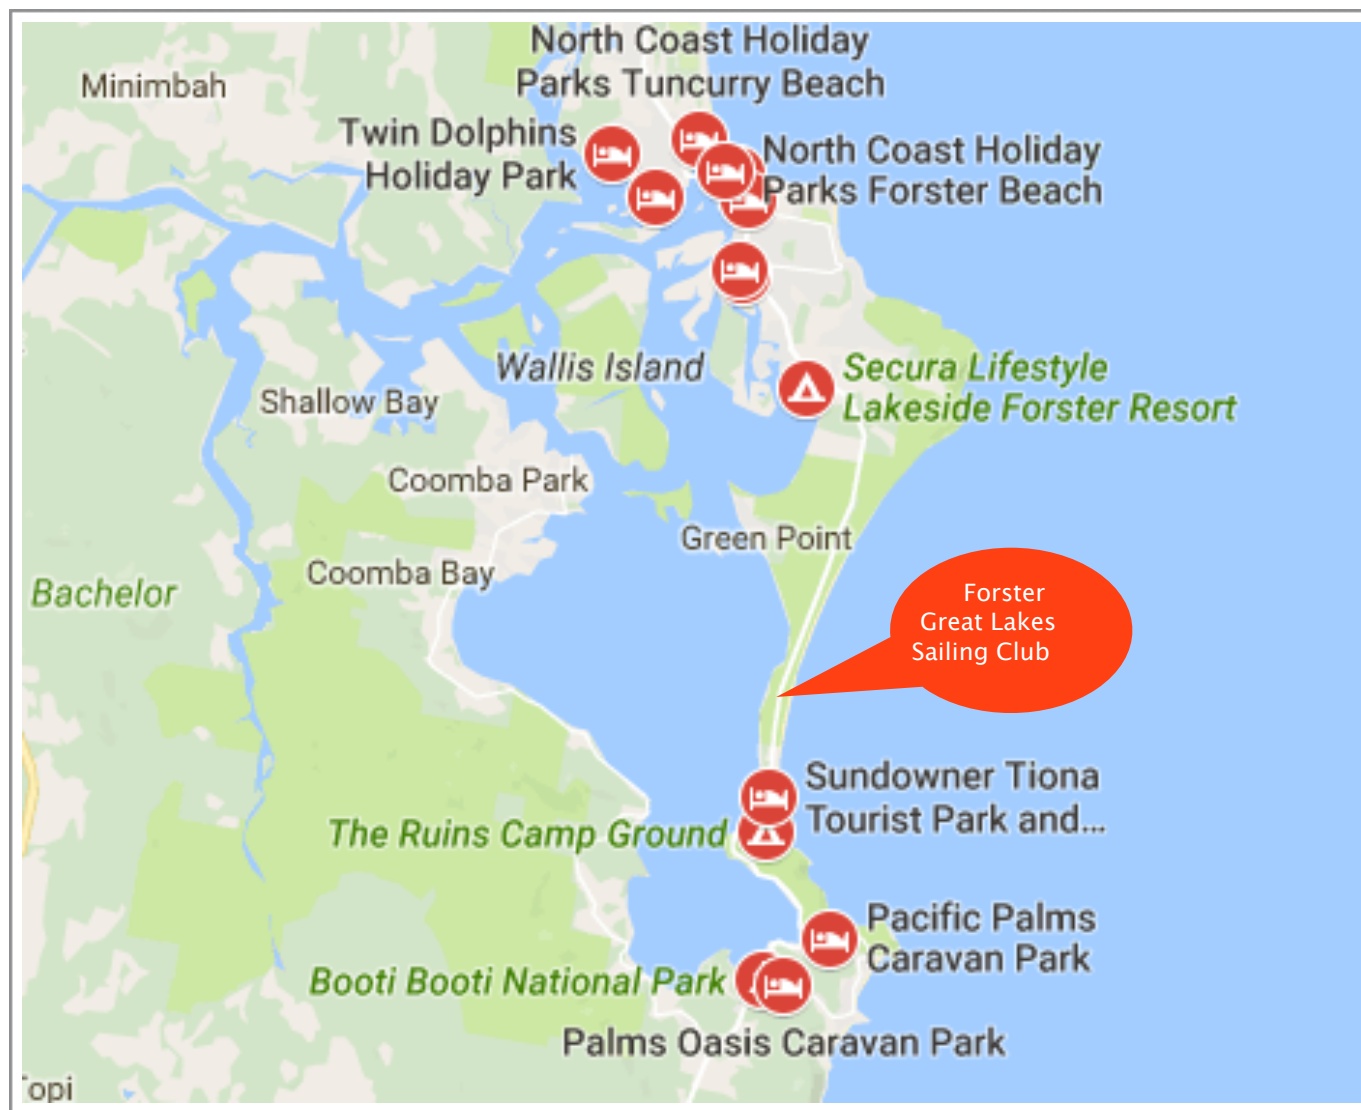 North Coast Holiday
Parks Tuncurry Beach
Minimbah
Twin Dolphins
Holiday Park
North Coast Holiday
Parks Forster Beach
Wallis Island
Secura Lifestyle
Lakeside Forster Resort
Shallow Bay
Coomba Park
Green Point
Coomba Bay
Bachelor
Forster
Great Lakes
Sailing Club
Sundowner Tiona
Tourist Park and...
The Ruins Camp Ground
Pacific Palms
Caravan Park
Booti Booti National Park
Palms Oasis Caravan Park
Topi